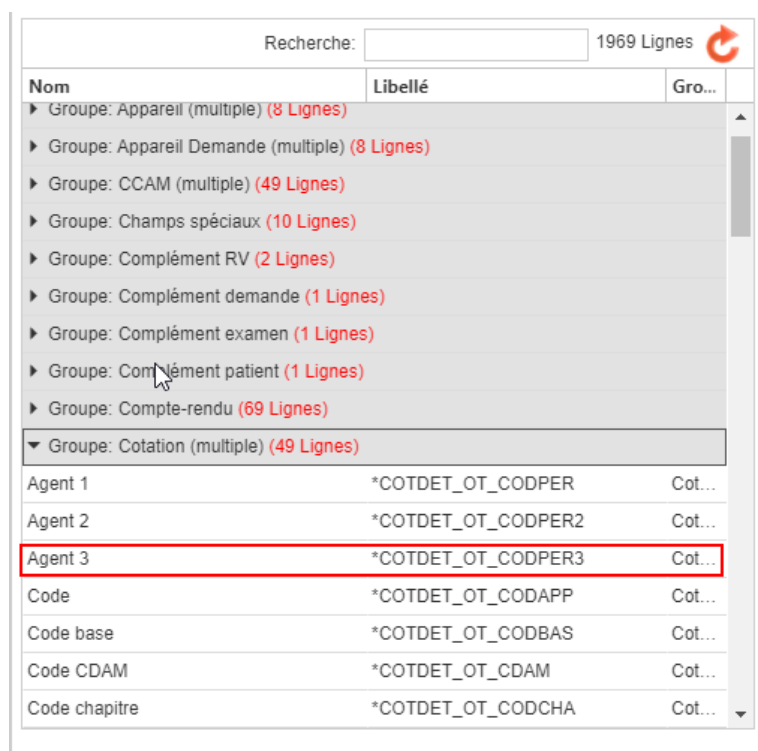 Recherche: 1969 Lignes
Nom Libellé Gro...
Groupe: Appareil (multiple) (8 Lignes)
Groupe: Appareil Demande (multiple) (8 Lignes)
Groupe: CCAM (multiple) (49 Lignes)
Groupe: Champs spéciaux (10 Lignes)
Groupe: Complément RV (2 Lignes)
Groupe: Complément demande (1 Lignes)
Groupe: Complément examen (1 Lignes)
Groupe: Complément patient (1 Lignes)
Groupe: Compte-rendu (69 Lignes)
Groupe: Cotation (multiple) (49 Lignes)
Agent 1 *COTDET_OT_CODPER Cot...
Agent 2 *COTDET_OT_CODPER2 Cot...
Agent 3 *COTDET_OT_CODPER3 Cot...
Code *COTDET_OT_CODAPP Cot...
Code base *COTDET_OT_CODBAS Cot...
Code CDAM *COTDET_OT_CDAM Cot...
Code chapitre *COTDET_OT_CODCHA Cot...